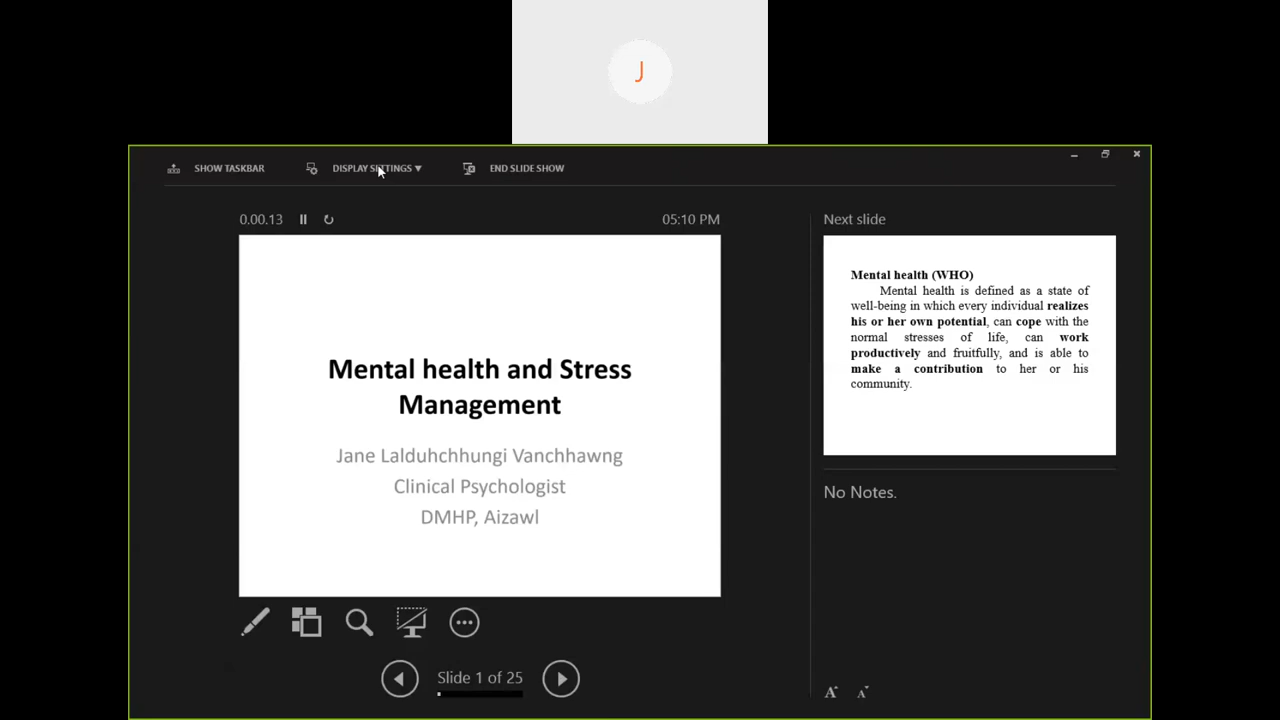 J
SHOW TASKBAR
DISPLAY SETTINGS
END SLIDE SHOW
0.00.13
05:10 PM
Mental health and Stress
Management
Jane Lalduhchhungi Vanchhawng
Clinical Psychologist
DMHP, Aizawl
Slide 1 of 25
Next slide
Mental health (WHO)
Mental health is defined as a state of
well-being in which every individual realizes
his or her own potential, can cope with the
normal stresses of life, can work
productively and fruitfully, and is able to
make a contribution to her or his
community.
No Notes.
A A